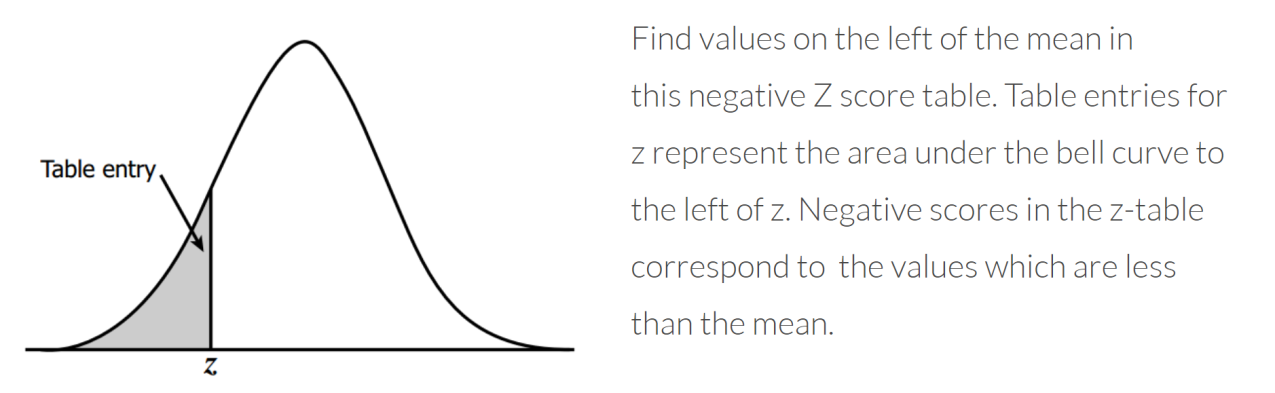 Table entry
z
Find values on the left of the mean in
this negative Z score table. Table entries for
z represent the area under the bell curve to
the left of z. Negative scores in the z-table
correspond to  the values which are less
than the mean.